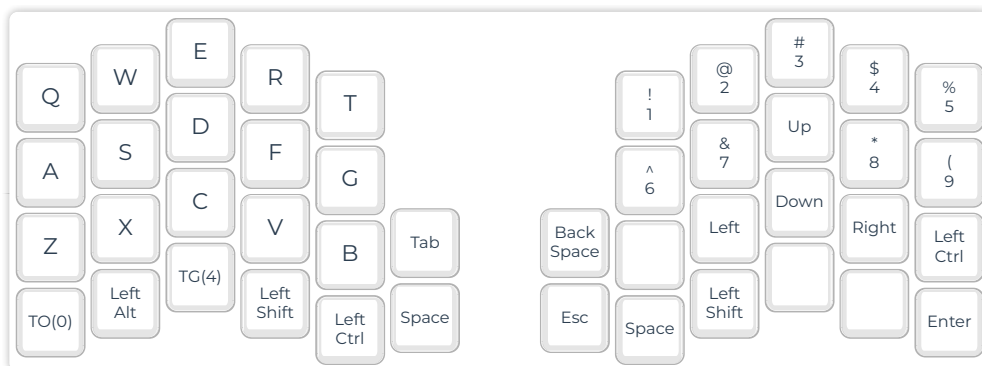 Q W E R T ! 1 @ 2 # 3 $ 4 % 5
A S D F G ^ 6 & 7 Up * 8 ( 9
Z X C V B Tab Back Space Left Down Right Left Ctrl
TO(0) Left Alt TG(4) Left Shift Left Ctrl Space Esc Space Left Shift Enter